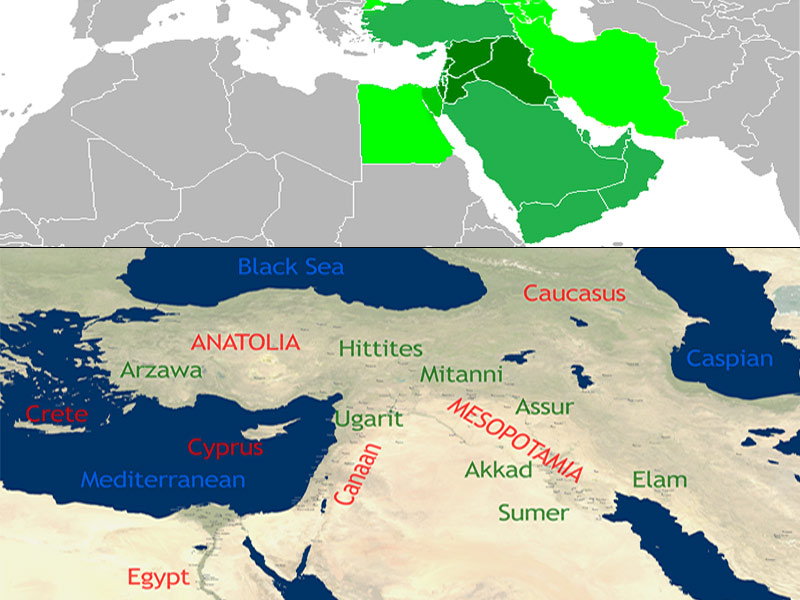 Black Sea
Caucasus
ANATOLIA
Hittites
Caspian
Arzawa
Mitanni
Crete
Ugarit
MESOPOTAMIA
Assur
Cyprus
Mediterranean
Canaan
Akkad
Elam
Sumer
Egypt